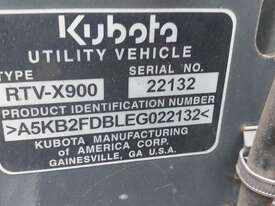 Kubota
UTILITY VEHICLE
TYPE SERIAL NO.
RTV-X900 22132
PRODUCT IDENTIFICATION NUMBER
>A5KB2FDBLEG022132<
KUBOTA MANUFACTURING
of AMERICA CORP.
GAINESVILLE, GA U.S.A.